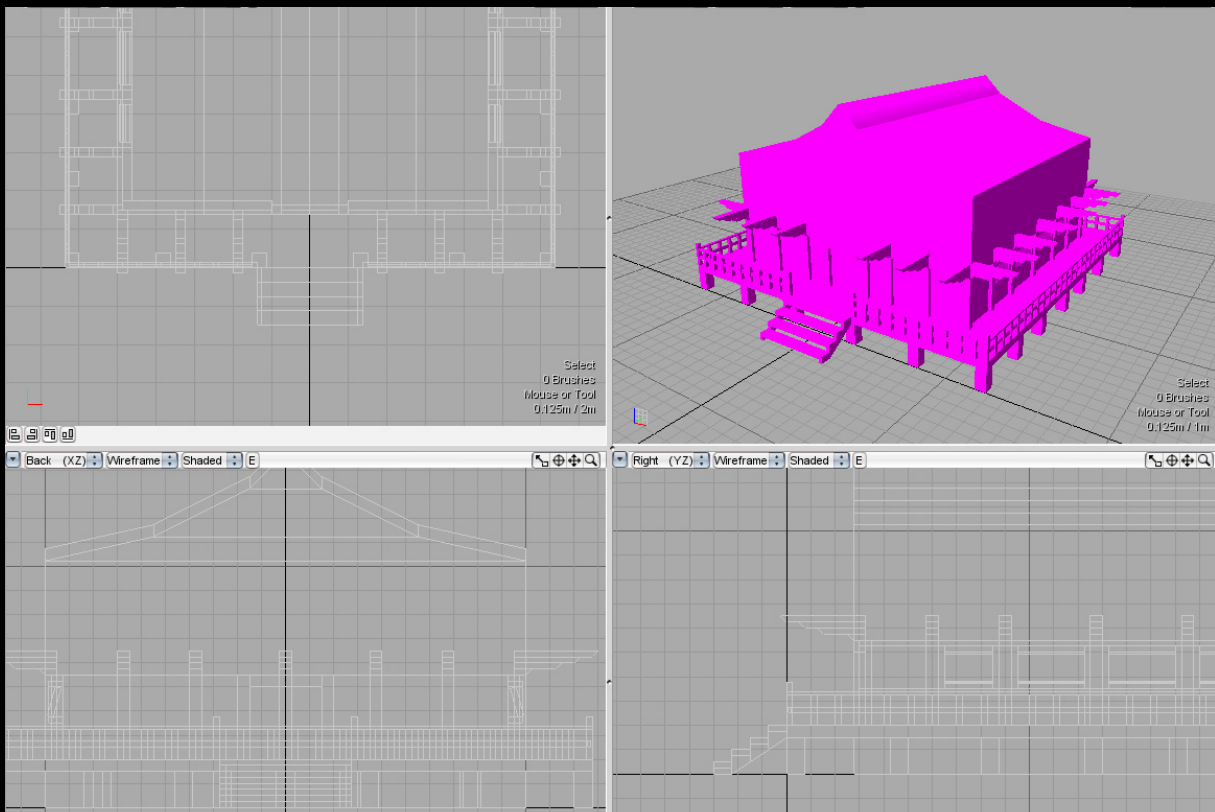 Select
0 Brushes
Mouse or Tool
0.125m / 2m
Select
0 Brushes
Mouse or Tool
0.125m / 1m
Back (XZ) Wireframe Shaded E
Right (YZ) Wireframe Shaded E